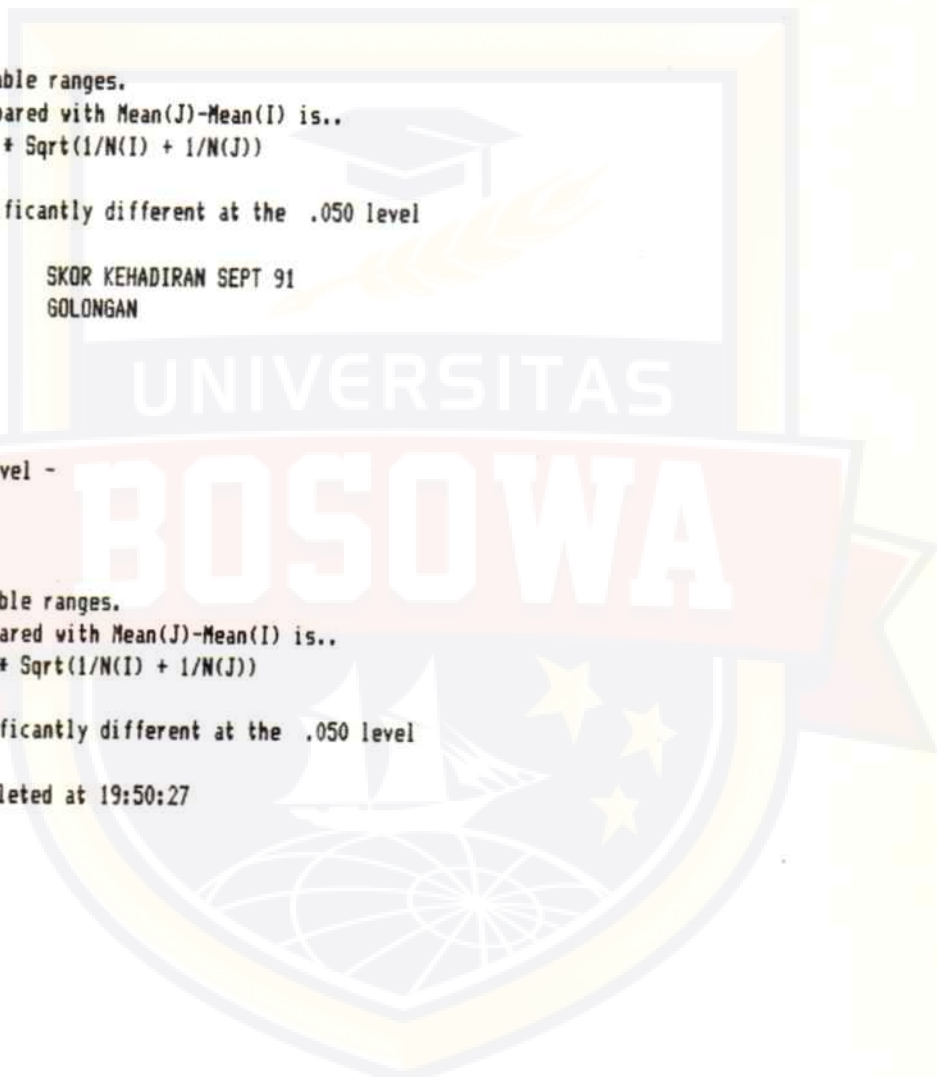 able ranges.
pared with Mean(J)-Mean(I) is..
* Sqrt(1/N(I) + 1/N(J))
ficantly different at the .050 level
SKOR KEHADIRAN SEPT 91
GOLONGAN
UNIVERSITAS
BOSOWA
vel -
ble ranges.
ared with Mean(J)-Mean(I) is..
* Sqrt(1/N(I) + 1/N(J))
ficantly different at the .050 level
leted at 19:50:27